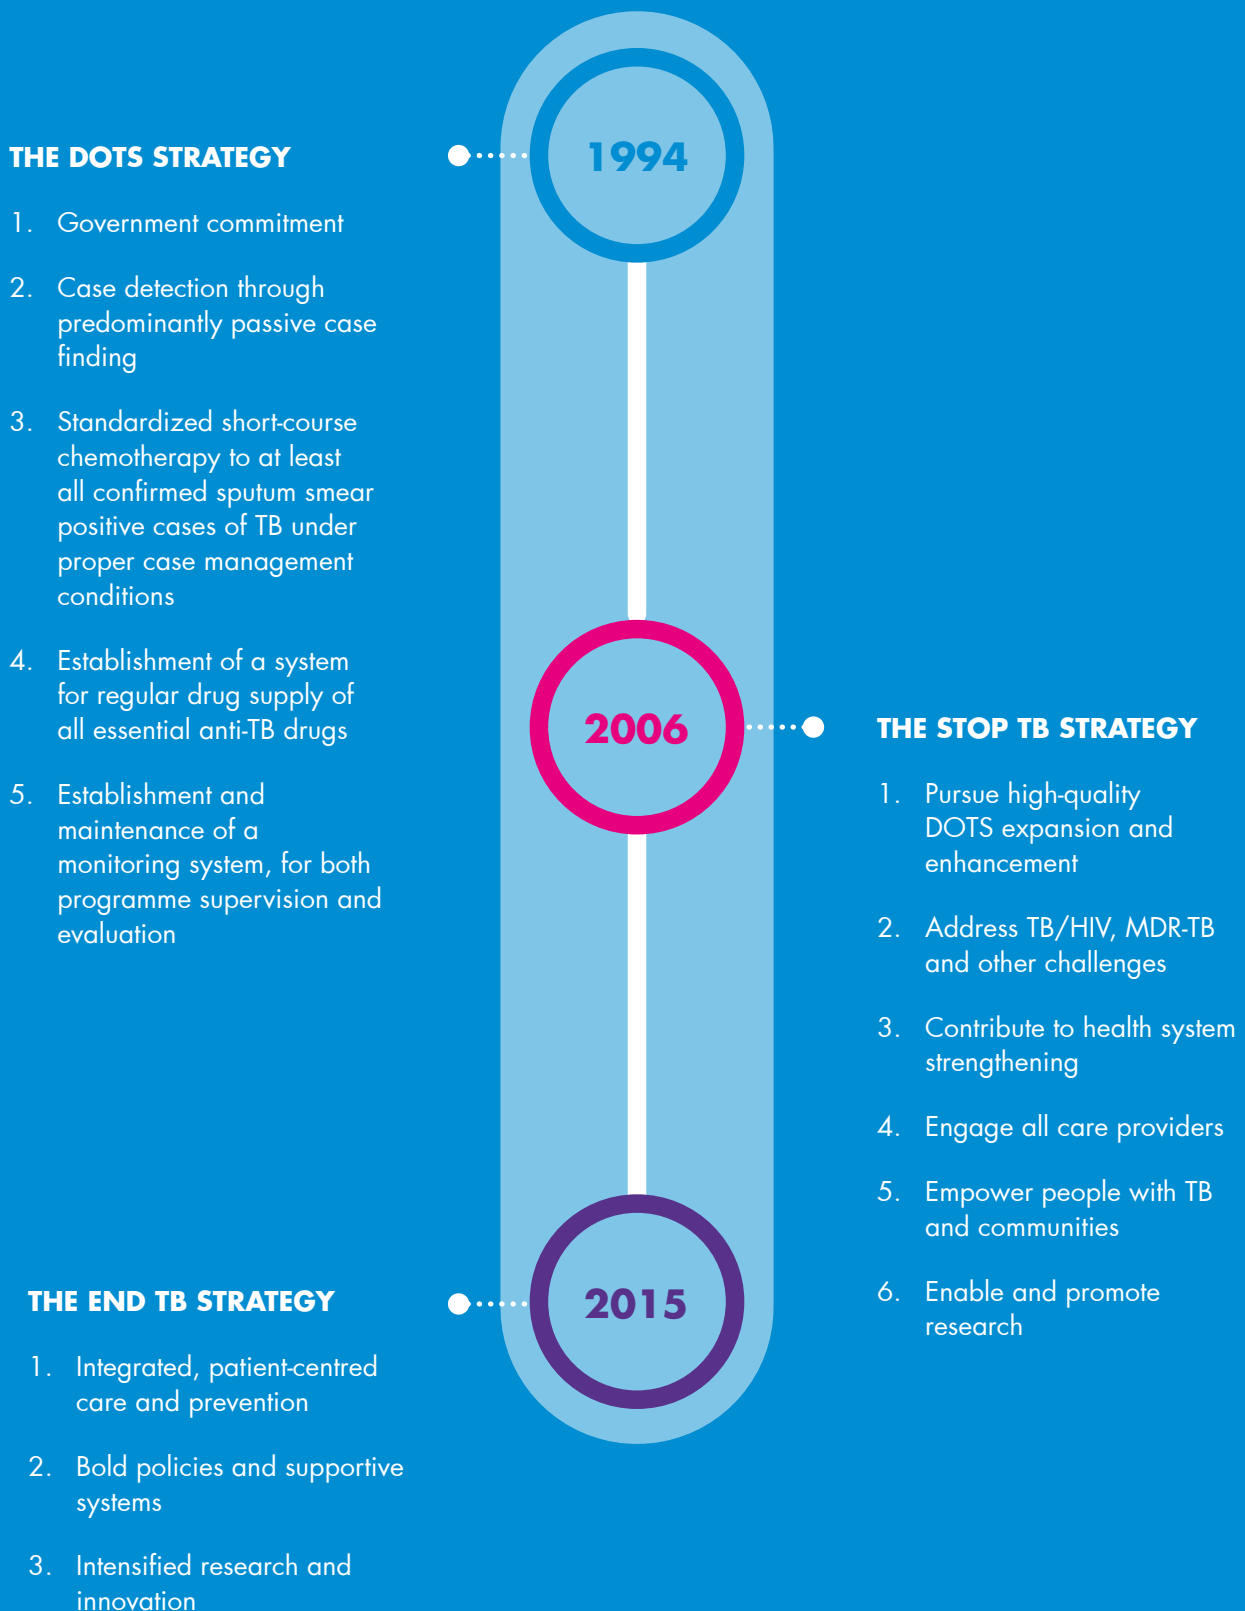 1994
THE DOTS STRATEGY
1. Government commitment
2. Case detection through
predominantly passive case
finding
3. Standardized short-course
chemotherapy to at least
all confirmed sputum smear
positive cases of TB under
proper case management
conditions
4. Establishment of a system
for regular drug supply of
all essential anti-TB drugs
5. Establishment and
maintenance of a
monitoring system, for both
programme supervision and
evaluation
2006
THE STOP TB STRATEGY
1. Pursue high-quality
DOTS expansion and
enhancement
2. Address TB/HIV, MDR-TB
and other challenges
3. Contribute to health system
strengthening
4. Engage all care providers
5. Empower people with TB
and communities
6. Enable and promote
research
2015
THE END TB STRATEGY
1. Integrated, patient-centred
care and prevention
2. Bold policies and supportive
systems
3. Intensified research and
innovation